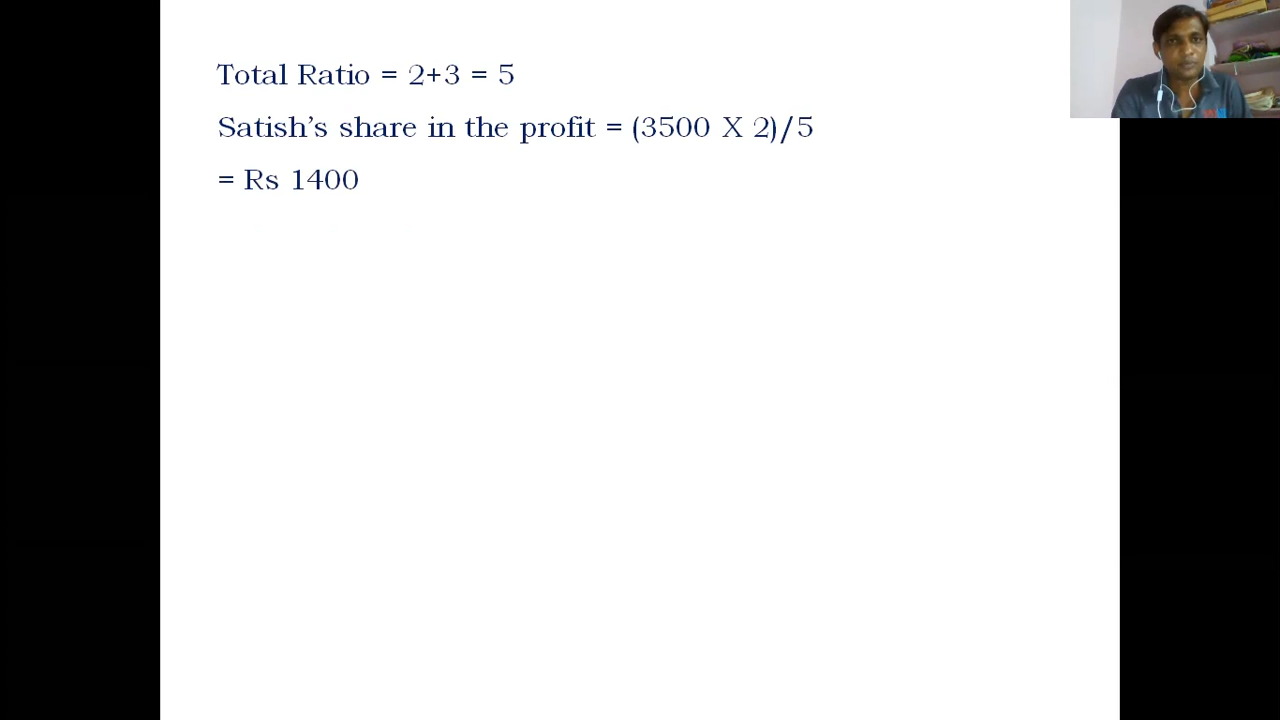 Total Ratio = 2+3 = 5
Satish’s share in the profit = (3500 X 2)/5
= Rs 1400